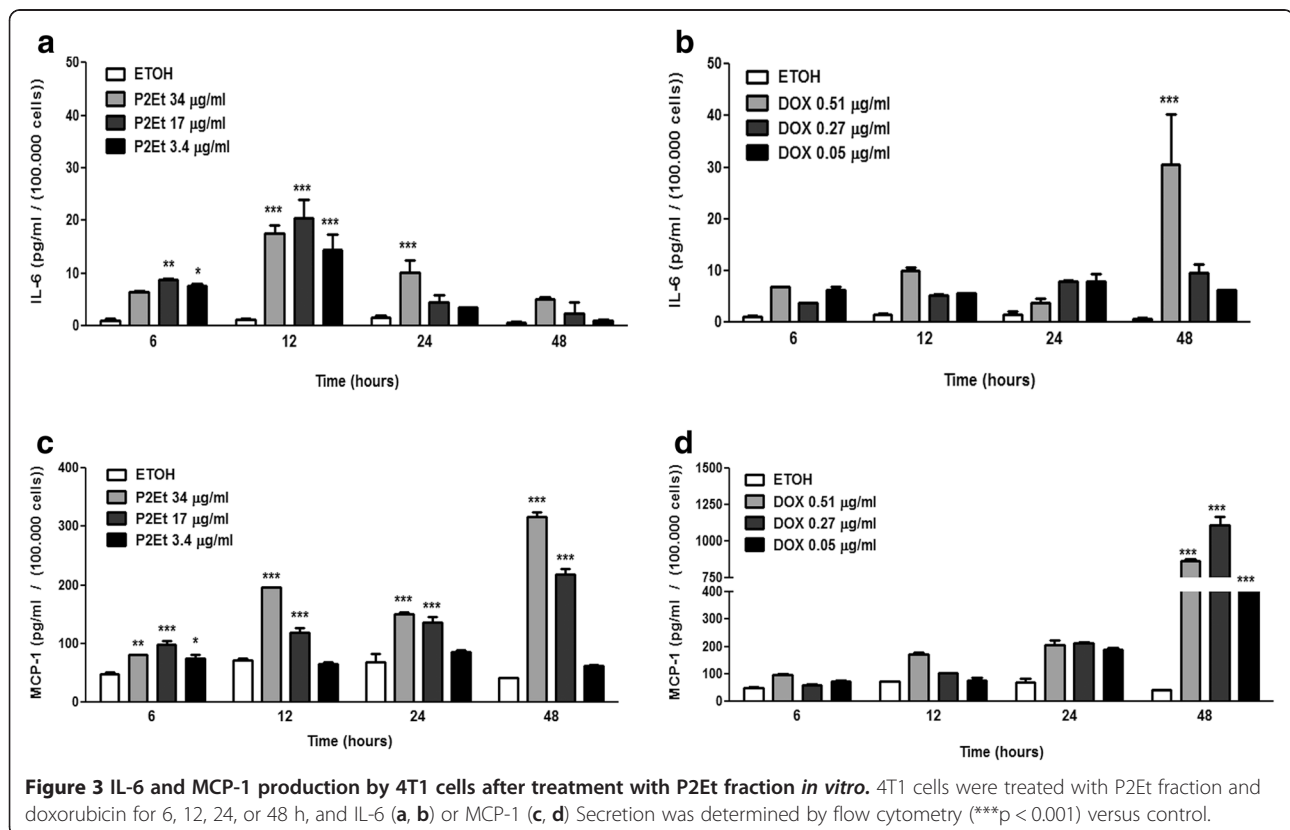 a
50
40
30
20
10
0
IL-6 (pg/ml / (100.000 cells))
ETOH
P2Et 34 µg/ml
P2Et 17 µg/ml
P2Et 3.4 µg/ml
**
*
***
***
***
***
6
12
24
48
Time (hours)
b
50
40
30
20
10
0
IL-6 (pg/ml / (100.000 cells))
ETOH
DOX 0.51 µg/ml
DOX 0.27 µg/ml
DOX 0.05 µg/ml
***
6
12
24
48
Time (hours)
c
400
300
200
100
0
MCP-1 (pg/ml / (100.000 cells))
ETOH
P2Et 34 µg/ml
P2Et 17 µg/ml
P2Et 3.4 µg/ml
**
***
*
***
***
***
***
***
***
6
12
24
48
Time (hours)
d
1500
1250
1000
750
400
300
200
100
0
MCP-1 (pg/ml / (100.000 cells))
ETOH
DOX 0.51 µg/ml
DOX 0.27 µg/ml
DOX 0.05 µg/ml
***
***
***
6
12
24
48
Time (hours)
Figure 3 IL-6 and MCP-1 production by 4T1 cells after treatment with P2Et fraction in vitro. 4T1 cells were treated with P2Et fraction and
doxorubicin for 6, 12, 24, or 48 h, and IL-6 (a, b) or MCP-1 (c, d) Secretion was determined by flow cytometry (***p < 0.001) versus control.